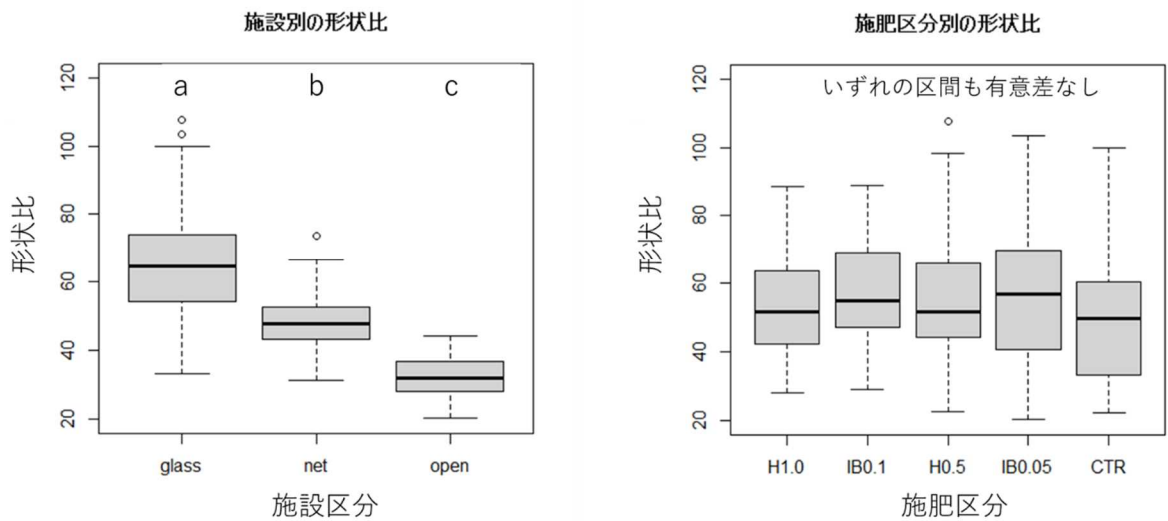 施設別の形状比
a b c
形状比
120
100
80
60
40
20
glass net open
施設区分
施肥区分別の形状比
いずれの区間も有意差なし
形状比
120
100
80
60
40
20
H1.0 IB0.1 H0.5 IB0.05 CTR
施肥区分